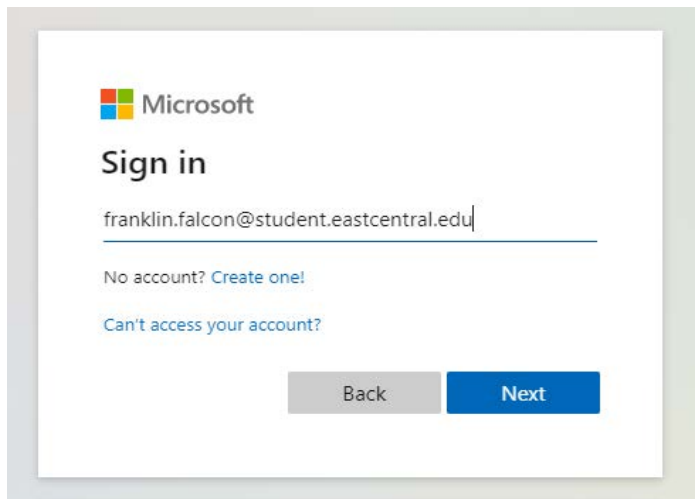 Microsoft
Sign in
franklin.falcon@student.eastcentral.edu
No account? Create one!
Can't access your account?
Back Next